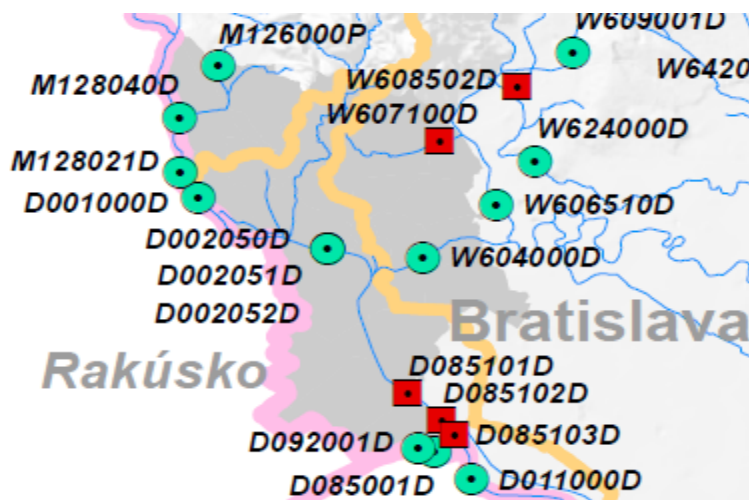 W609001D
M126000P
W6420
W608502D
M128040D
W607100D
W624000D
M128021D
D001000D
W606510D
D002050D
W604000D
D002051D
D002052D
Bratislava
Rakúsko
D085101D
D085102D
D092001D
D085103D
D085001D
D011000D